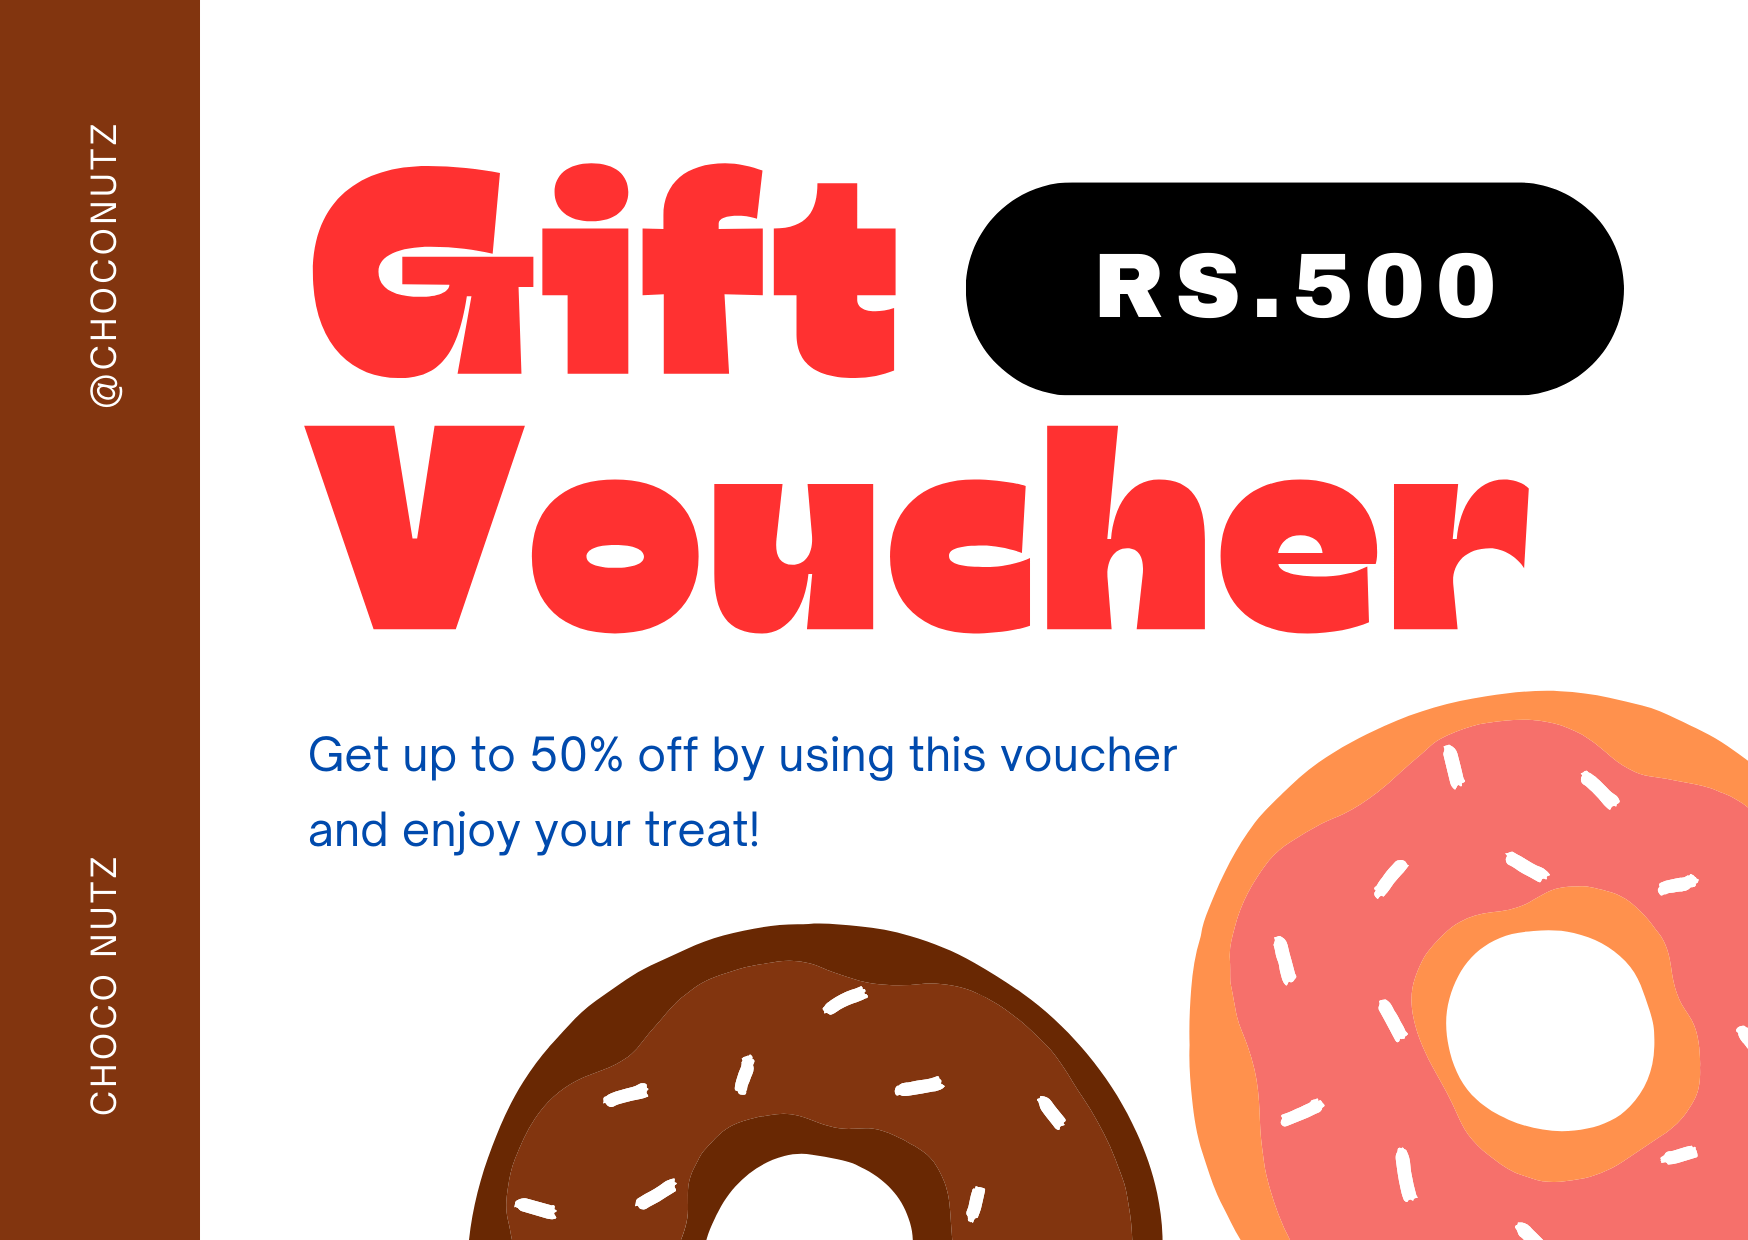 @CHOCONUTZ
CHOCO NUTZ
Gift
RS.500
Voucher
Get up to 50% off by using this voucher
and enjoy your treat!